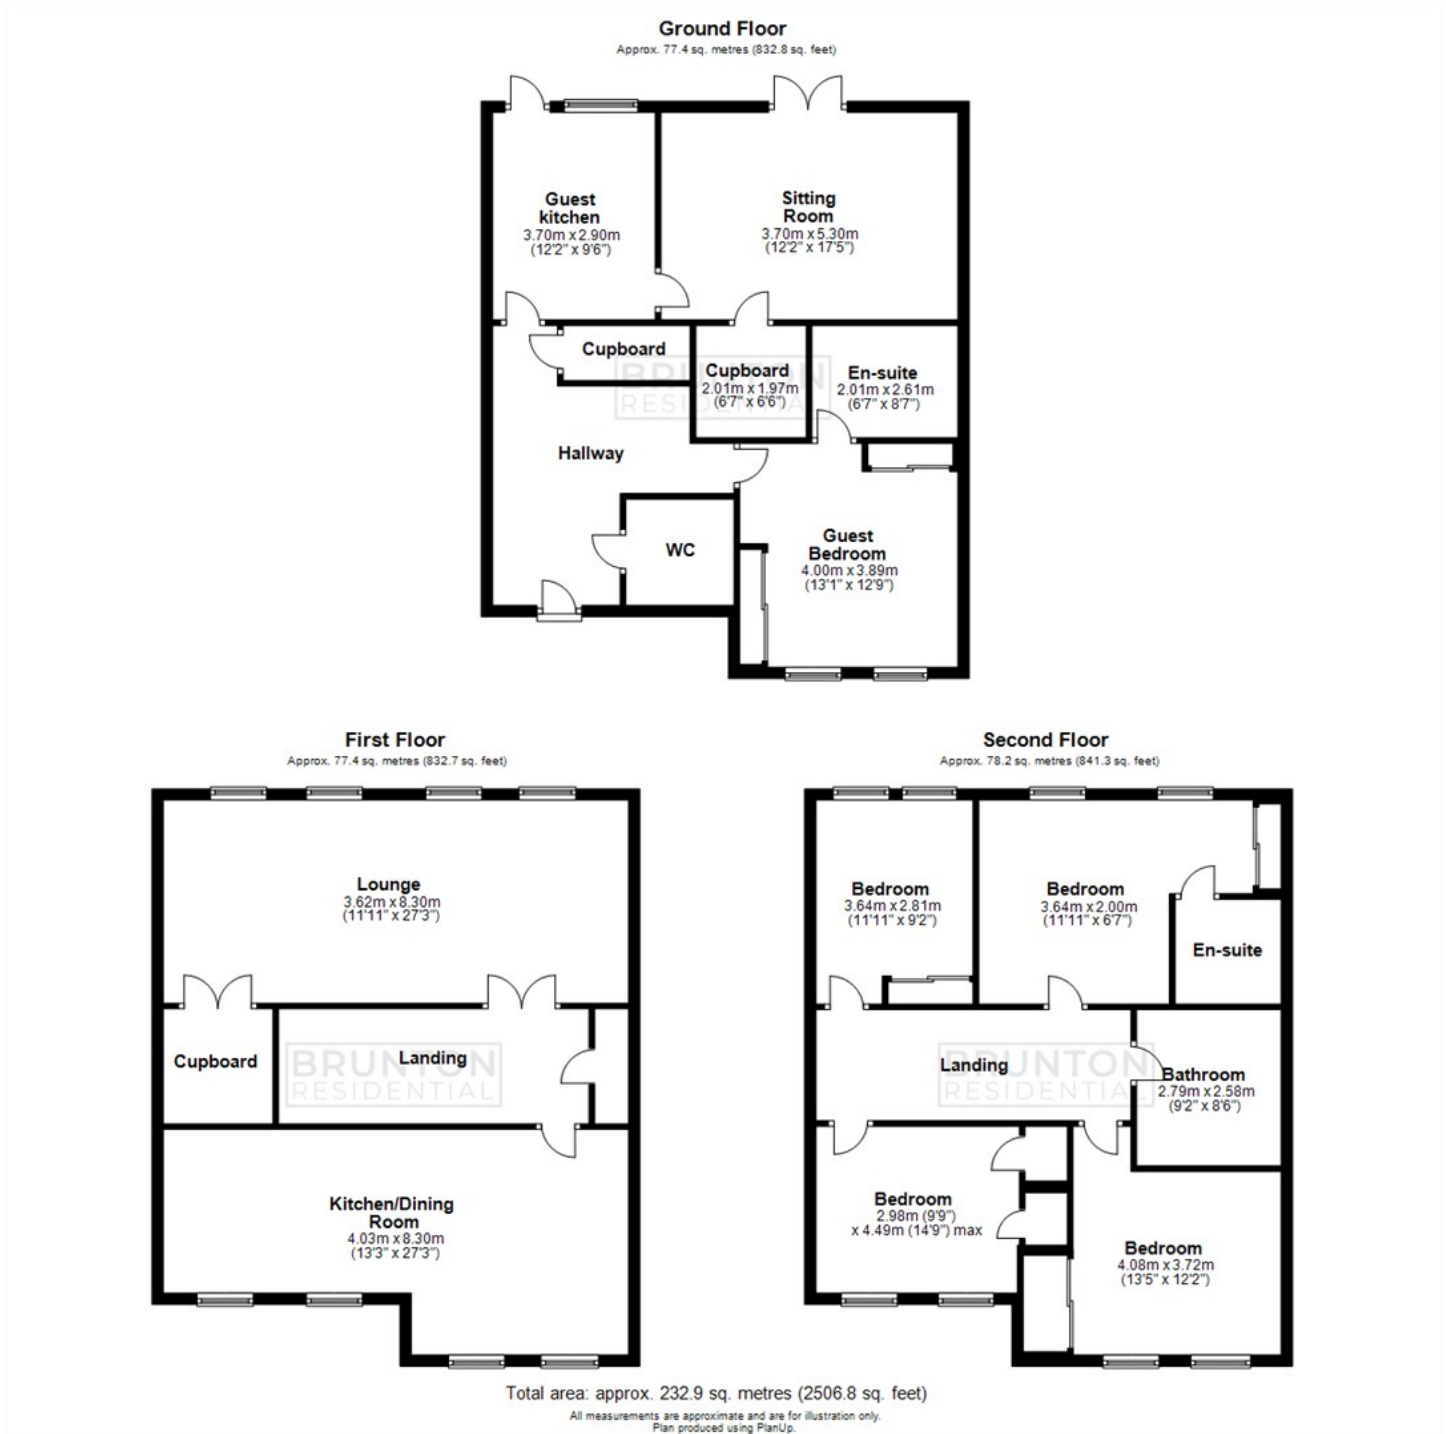 Ground Floor
Approx. 77.4 sq. metres (832.8 sq. feet)
Guest
kitchen
3.70m x 2.90m
(12'2" x 9'6")
Sitting
Room
3.70m x 5.30m
(12'2" x 17'5")
Cupboard
Cupboard
2.01m x 1.97m
(6'7" x 6'6")
En-suite
2.01m x 2.61m
(6'7" x 8'7")
BRUNTON
RESIDENTIAL
Hallway
WC
Guest
Bedroom
4.00m x 3.89m
(13'1" x 12'9")
First Floor
Approx. 77.4 sq. metres (832.7 sq. feet)
Lounge
3.62m x 8.30m
(11'11" x 27'3")
Cupboard
Landing
BRUNTON
RESIDENTIAL
Kitchen/Dining
Room
4.03m x 8.30m
(13'3" x 27'3")
Second Floor
Approx. 78.2 sq. metres (841.3 sq. feet)
Bedroom
3.64m x 2.81m
(11'11" x 9'2")
Bedroom
3.64m x 2.00m
(11'11" x 6'7")
En-suite
Landing
BRUNTON
RESIDENTIAL
Bathroom
2.79m x 2.58m
(9'2" x 8'6")
Bedroom
2.98m (9'9")
x 4.49m (14'9") max
Bedroom
4.08m x 3.72m
(13'5" x 12'2")
Total area: approx. 232.9 sq. metres (2506.8 sq. feet)
All measurements are approximate and are for illustration only.
Plan produced using PlanUp.